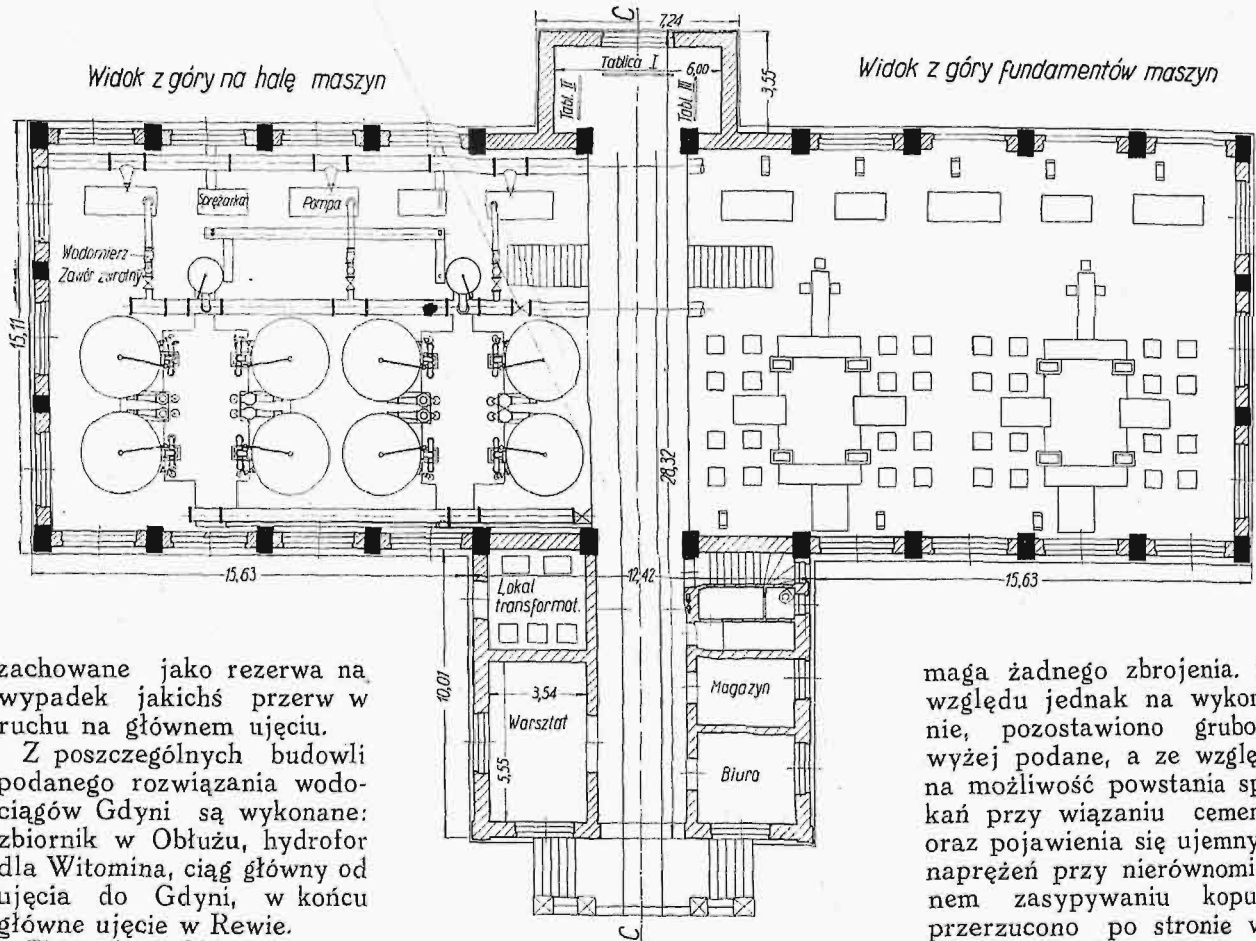 C
7,24
Widok z góry na halę maszyn
Tablica I
6,00
Tabl. II
Tabl. III
3,55
Widok z góry fundamentów maszyn
Sprężarka
Pompa
Wodomierz
Zawór zwrotny
15,11
28,32
15,63
12,42
15,63
Lokal
transformat.
10,01
3,54
Warsztat
5,55
Magazyn
Biuro
C
zachowane jako rezerwa na
wypadek jakichś przerw w
ruchu na głównem ujęciu.
Z poszczególnych budowli
podanego rozwiązania wodo-
ciągów Gdyni są wykonane:
zbiornik w Obłużu, hydrofor
dla Witomina, ciąg główny od
ujęcia do Gdyni, w końcu
główne ujęcie w Rewie.
maga żadnego zbrojenia.
względu jednak na wykon
nie, pozostawiono grubo
wyżej podane, a ze wzglę
na możliwość powstania sp
kań przy wiązaniu cemen
oraz pojawienia się ujemny
naprężeń przy nierównomi
nem zasypywaniu kopu
przerzucono po stronie w